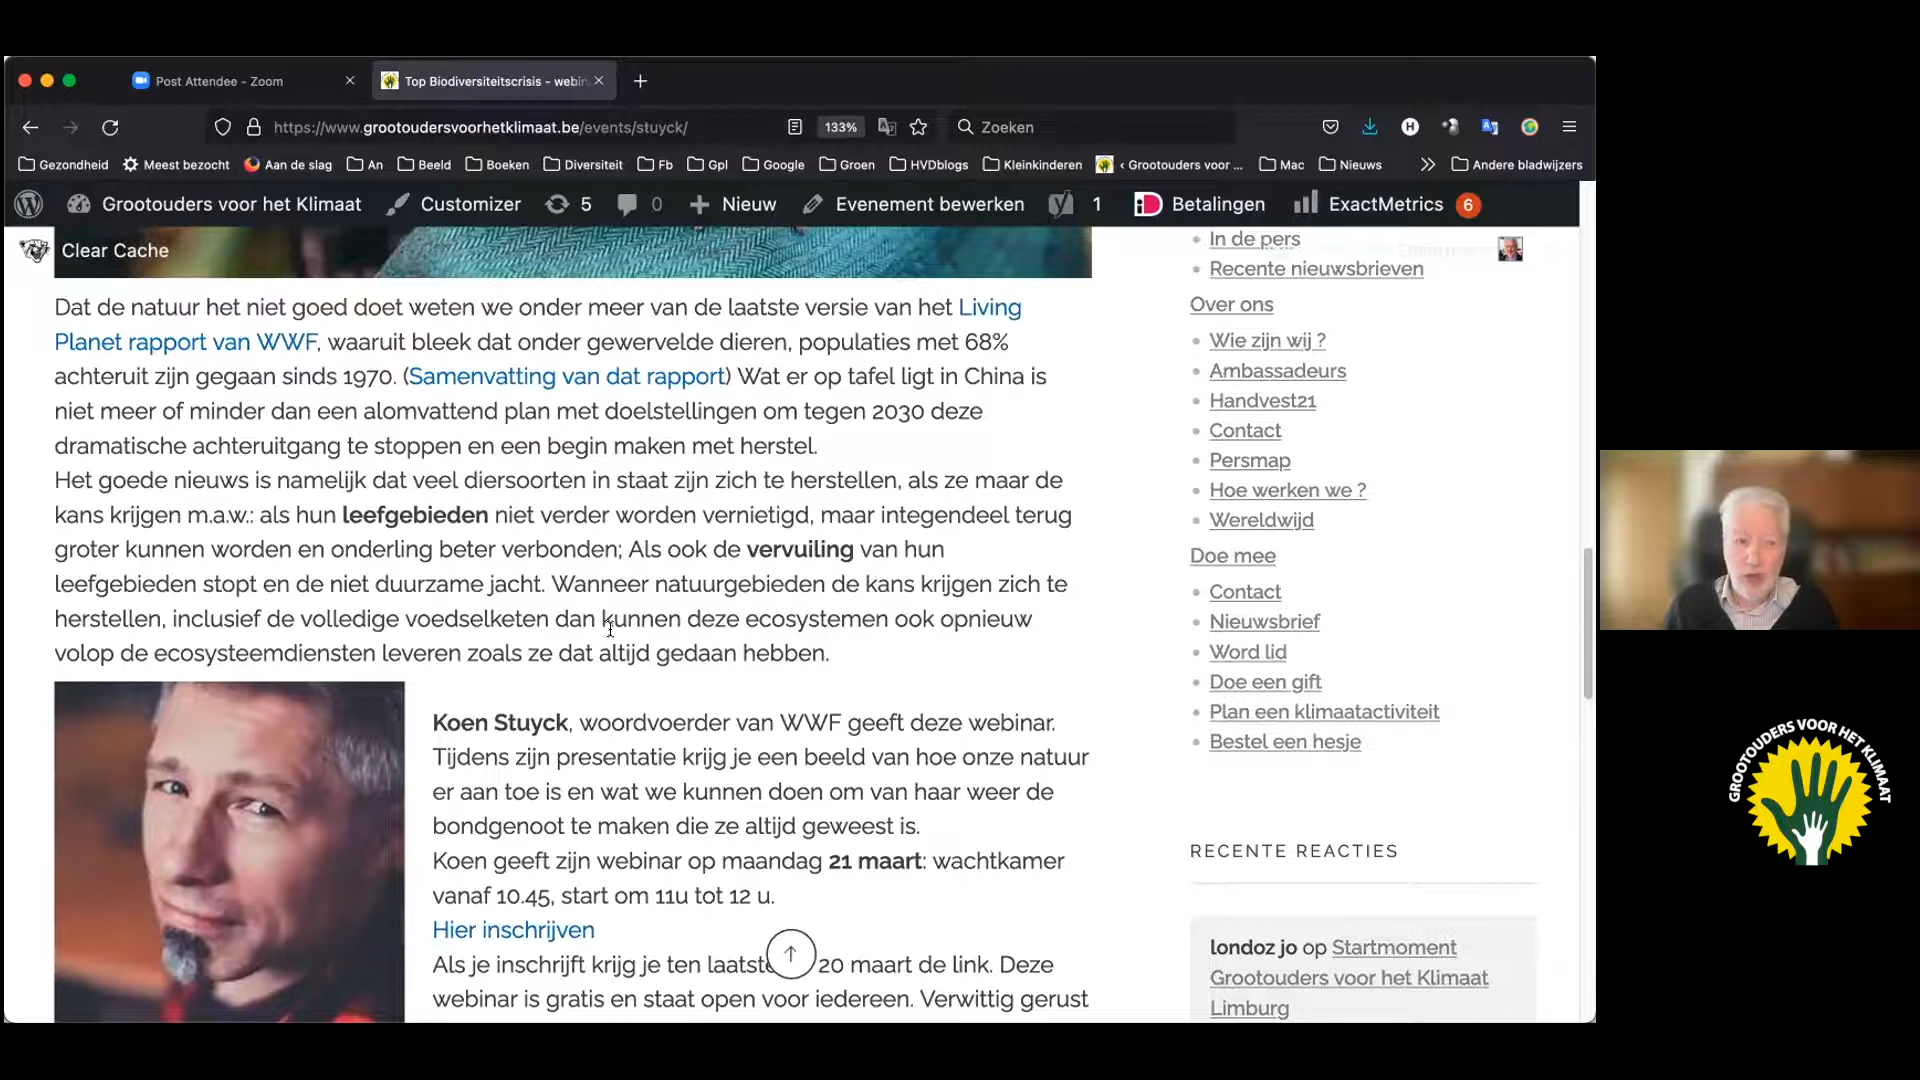 Post Attendee - Zoom
Top Biodiversiteitscrisis - webin
https://www.grootoudersvoorhetklimaat.be/events/stuyck/
133%
Zoeken
Gezondheid
Meest bezocht
Aan de slag
An
Beeld
Boeken
Diversiteit
Fb
Gpl
Google
Groen
HVDblogs
Kleinkinderen
‹ Grootouders voor ...
Mac
Nieuws
Andere bladwijzers
Grootouders voor het Klimaat
Customizer
5
0
Nieuw
Evenement bewerken
1
Betalingen
ExactMetrics
6
Clear Cache
Dat de natuur het niet goed doet weten we onder meer van de laatste versie van het Living
Planet rapport van WWF, waaruit bleek dat onder gewervelde dieren, populaties met 68%
achteruit zijn gegaan sinds 1970. (Samenvatting van dat rapport) Wat er op tafel ligt in China is
niet meer of minder dan een alomvattend plan met doelstellingen om tegen 2030 deze
dramatische achteruitgang te stoppen en een begin maken met herstel.
Het goede nieuws is namelijk dat veel diersoorten in staat zijn zich te herstellen, als ze maar de
kans krijgen m.a.w.: als hun leefgebieden niet verder worden vernietigd, maar integendeel terug
groter kunnen worden en onderling beter verbonden; Als ook de vervuiling van hun
leefgebieden stopt en de niet duurzame jacht. Wanneer natuurgebieden de kans krijgen zich te
herstellen, inclusief de volledige voedselketen dan kunnen deze ecosystemen ook opnieuw
volop de ecosysteemdiensten leveren zoals ze dat altijd gedaan hebben.
Koen Stuyck, woordvoerder van WWF geeft deze webinar.
Tijdens zijn presentatie krijg je een beeld van hoe onze natuur
er aan toe is en wat we kunnen doen om van haar weer de
bondgenoot te maken die ze altijd geweest is.
Koen geeft zijn webinar op maandag 21 maart: wachtkamer
vanaf 10.45, start om 11u tot 12 u.
Hier inschrijven
Als je inschrijft krijg je ten laatste 20 maart de link. Deze
webinar is gratis en staat open voor iedereen. Verwittig gerust
In de pers
Recente nieuwsbrieven
Over ons
Wie zijn wij ?
Ambassadeurs
Handvest21
Contact
Persmap
Hoe werken we ?
Wereldwijd
Doe mee
Contact
Nieuwsbrief
Word lid
Doe een gift
Plan een klimaatactiviteit
Bestel een hesje
RECENTE REACTIES
londoz jo op Startmoment
Grootouders voor het Klimaat
Limburg
GROOTOUDERS VOOR HET KLIMAAT